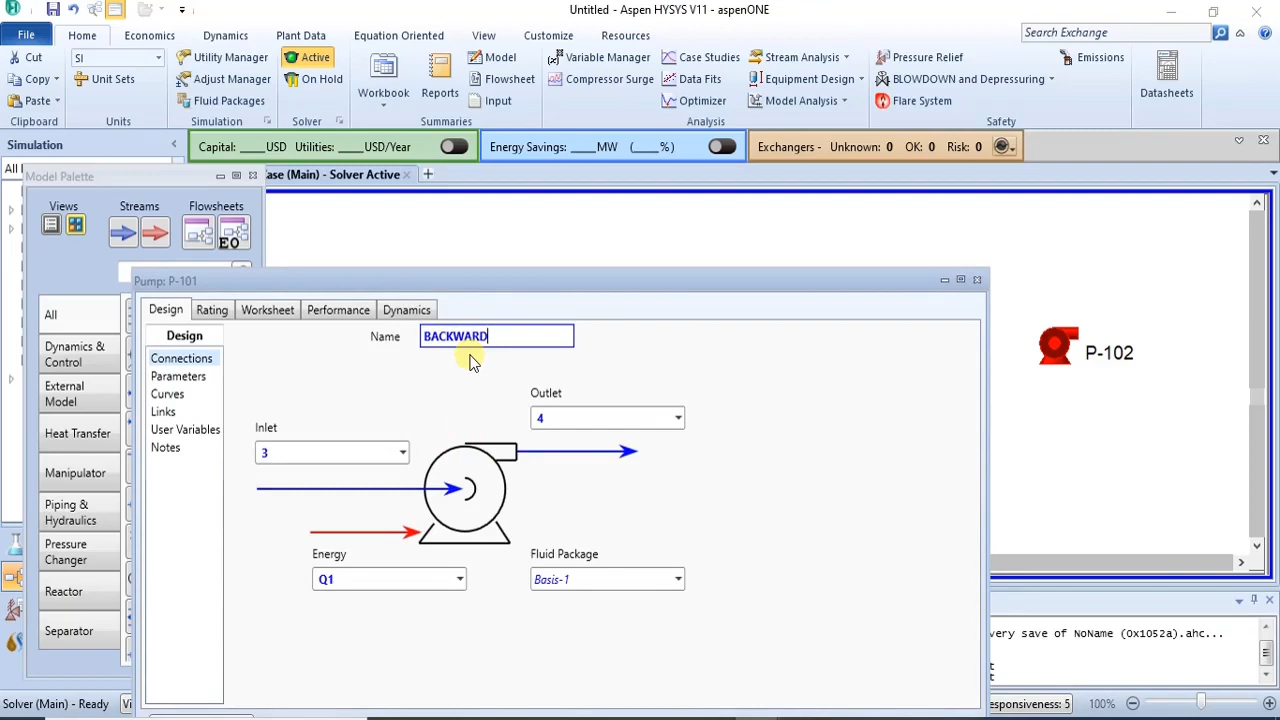 Untitled - Aspen HYSYS V11 - aspenONE
File
Home
Economics
Dynamics
Plant Data
Equation Oriented
View
Customize
Resources
Search Exchange
Cut
SI
Utility Manager
Active
Model
Variable Manager
Case Studies
Stream Analysis
Pressure Relief
Emissions
Copy
Unit Sets
Adjust Manager
On Hold
Workbook
Reports
Flowsheet
Compressor Surge
Data Fits
Equipment Design
BLOWDOWN and Depressuring
Datasheets
Paste
Fluid Packages
Input
Optimizer
Model Analysis
Flare System
Clipboard
Units
Simulation
Solver
Summaries
Analysis
Safety
Simulation
Capital: ____USD Utilities: ____USD/Year
Energy Savings: ____MW (____%)
Exchangers - Unknown: 0 OK: 0 Risk: 0
All
Model Palette
ase (Main) - Solver Active
Views
Streams
Flowsheets
EO
All
Dynamics & Control
External Model
Heat Transfer
Manipulator
Piping & Hydraulics
Pressure Changer
Reactor
Separator
Pump: P-101
Design
Rating
Worksheet
Performance
Dynamics
Design
Connections
Parameters
Curves
Links
User Variables
Notes
Name
BACKWARD
Outlet
4
Inlet
3
Energy
Q1
Fluid Package
Basis-1
P-102
very save of NoName (0x1052a).ahc...
t
t
Solver (Main) - Ready
Vi
esponsiveness: 5
100%